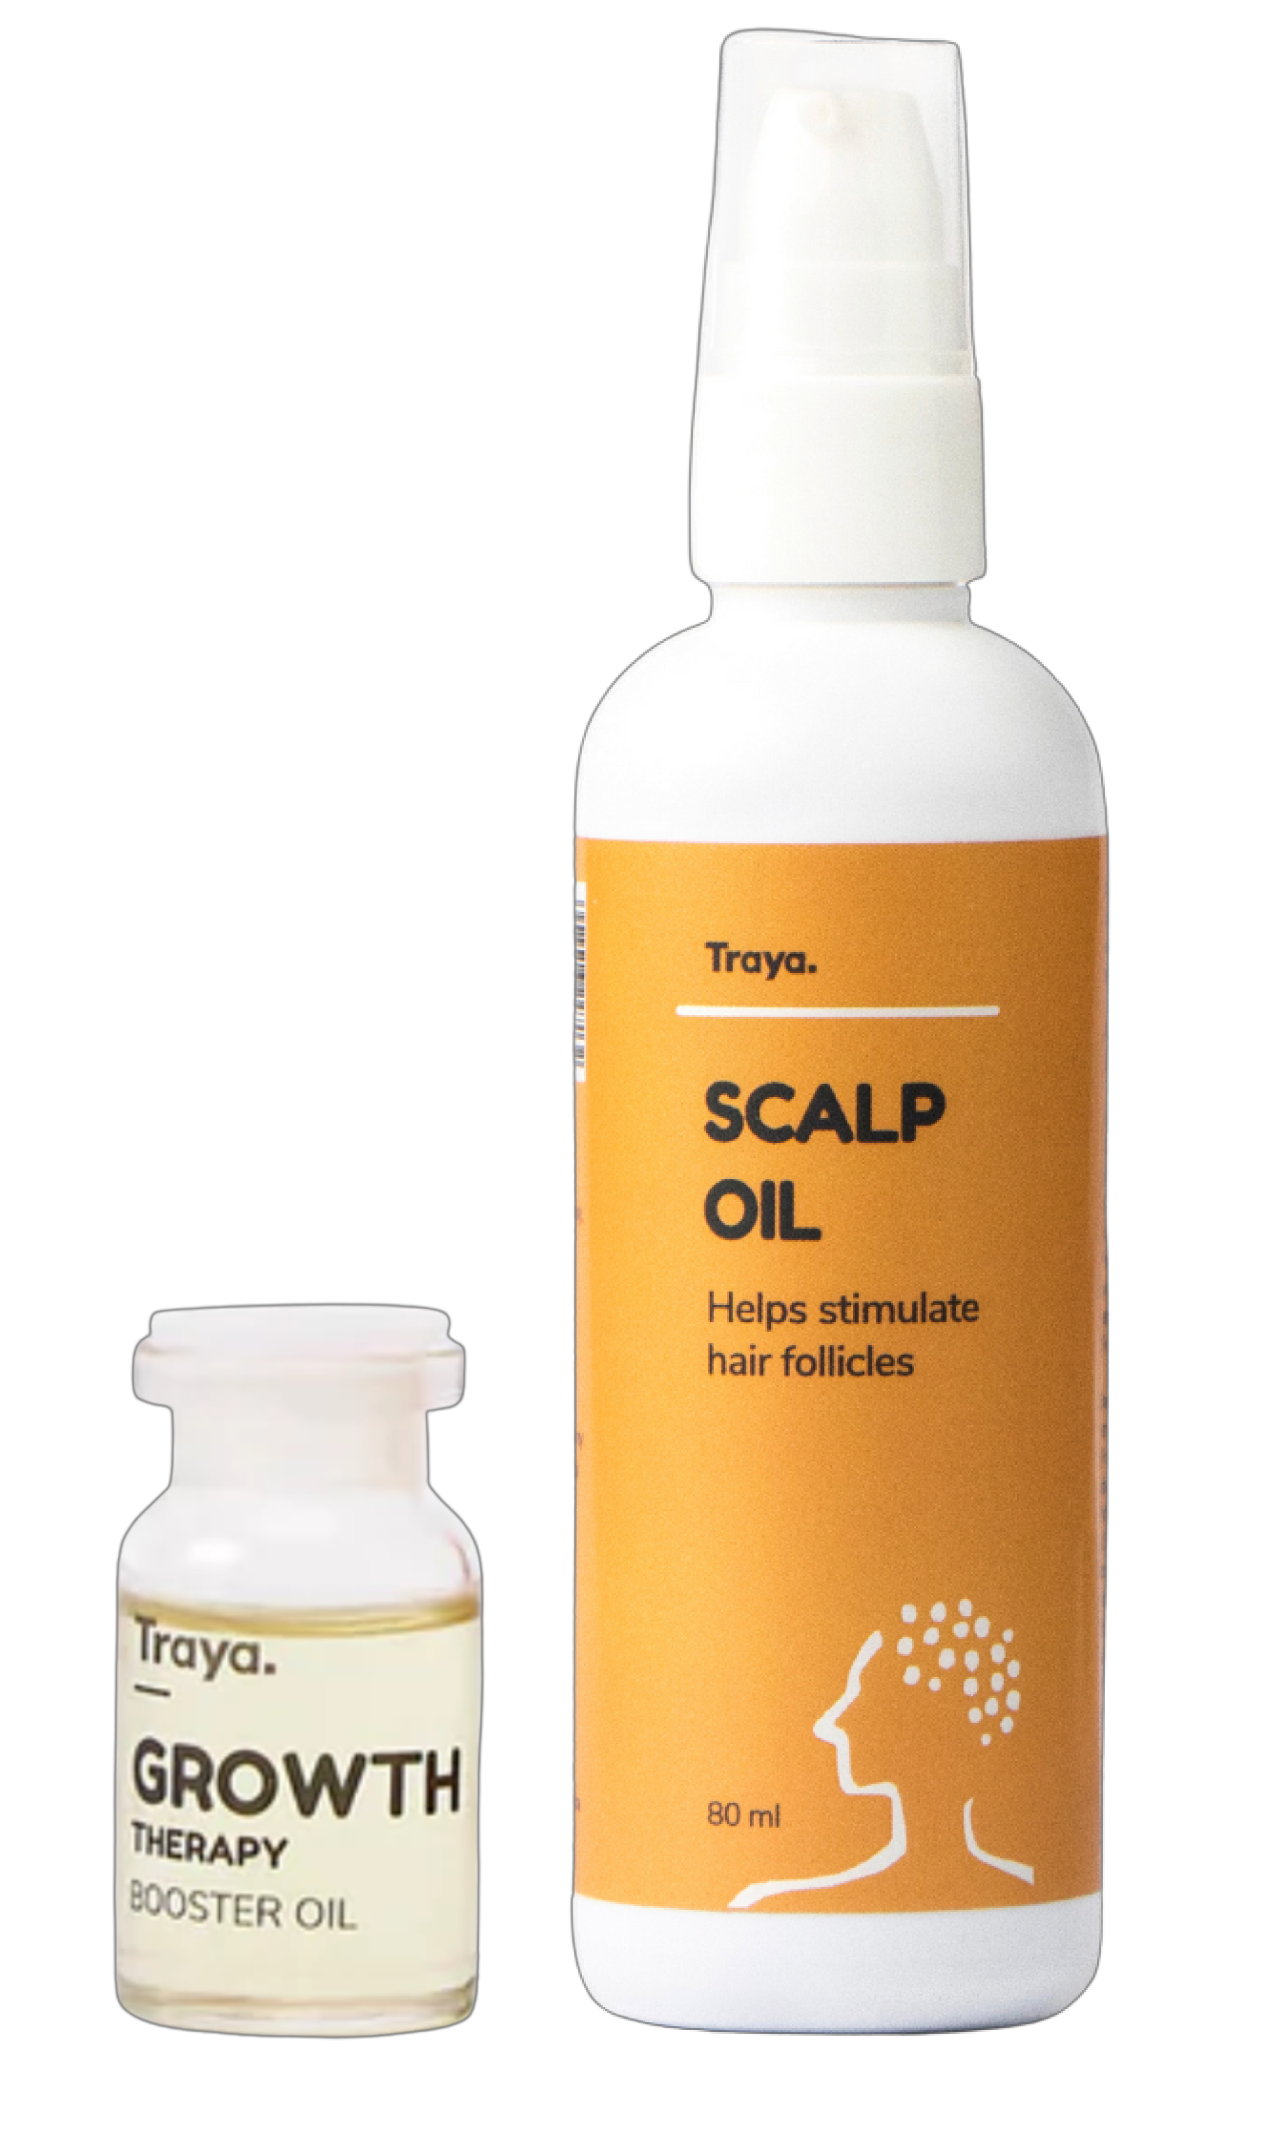 Traya.
GROWTH
THERAPY
BOOSTER OIL
Traya.
SCALP
OIL
Helps stimulate
hair follicles
80 ml